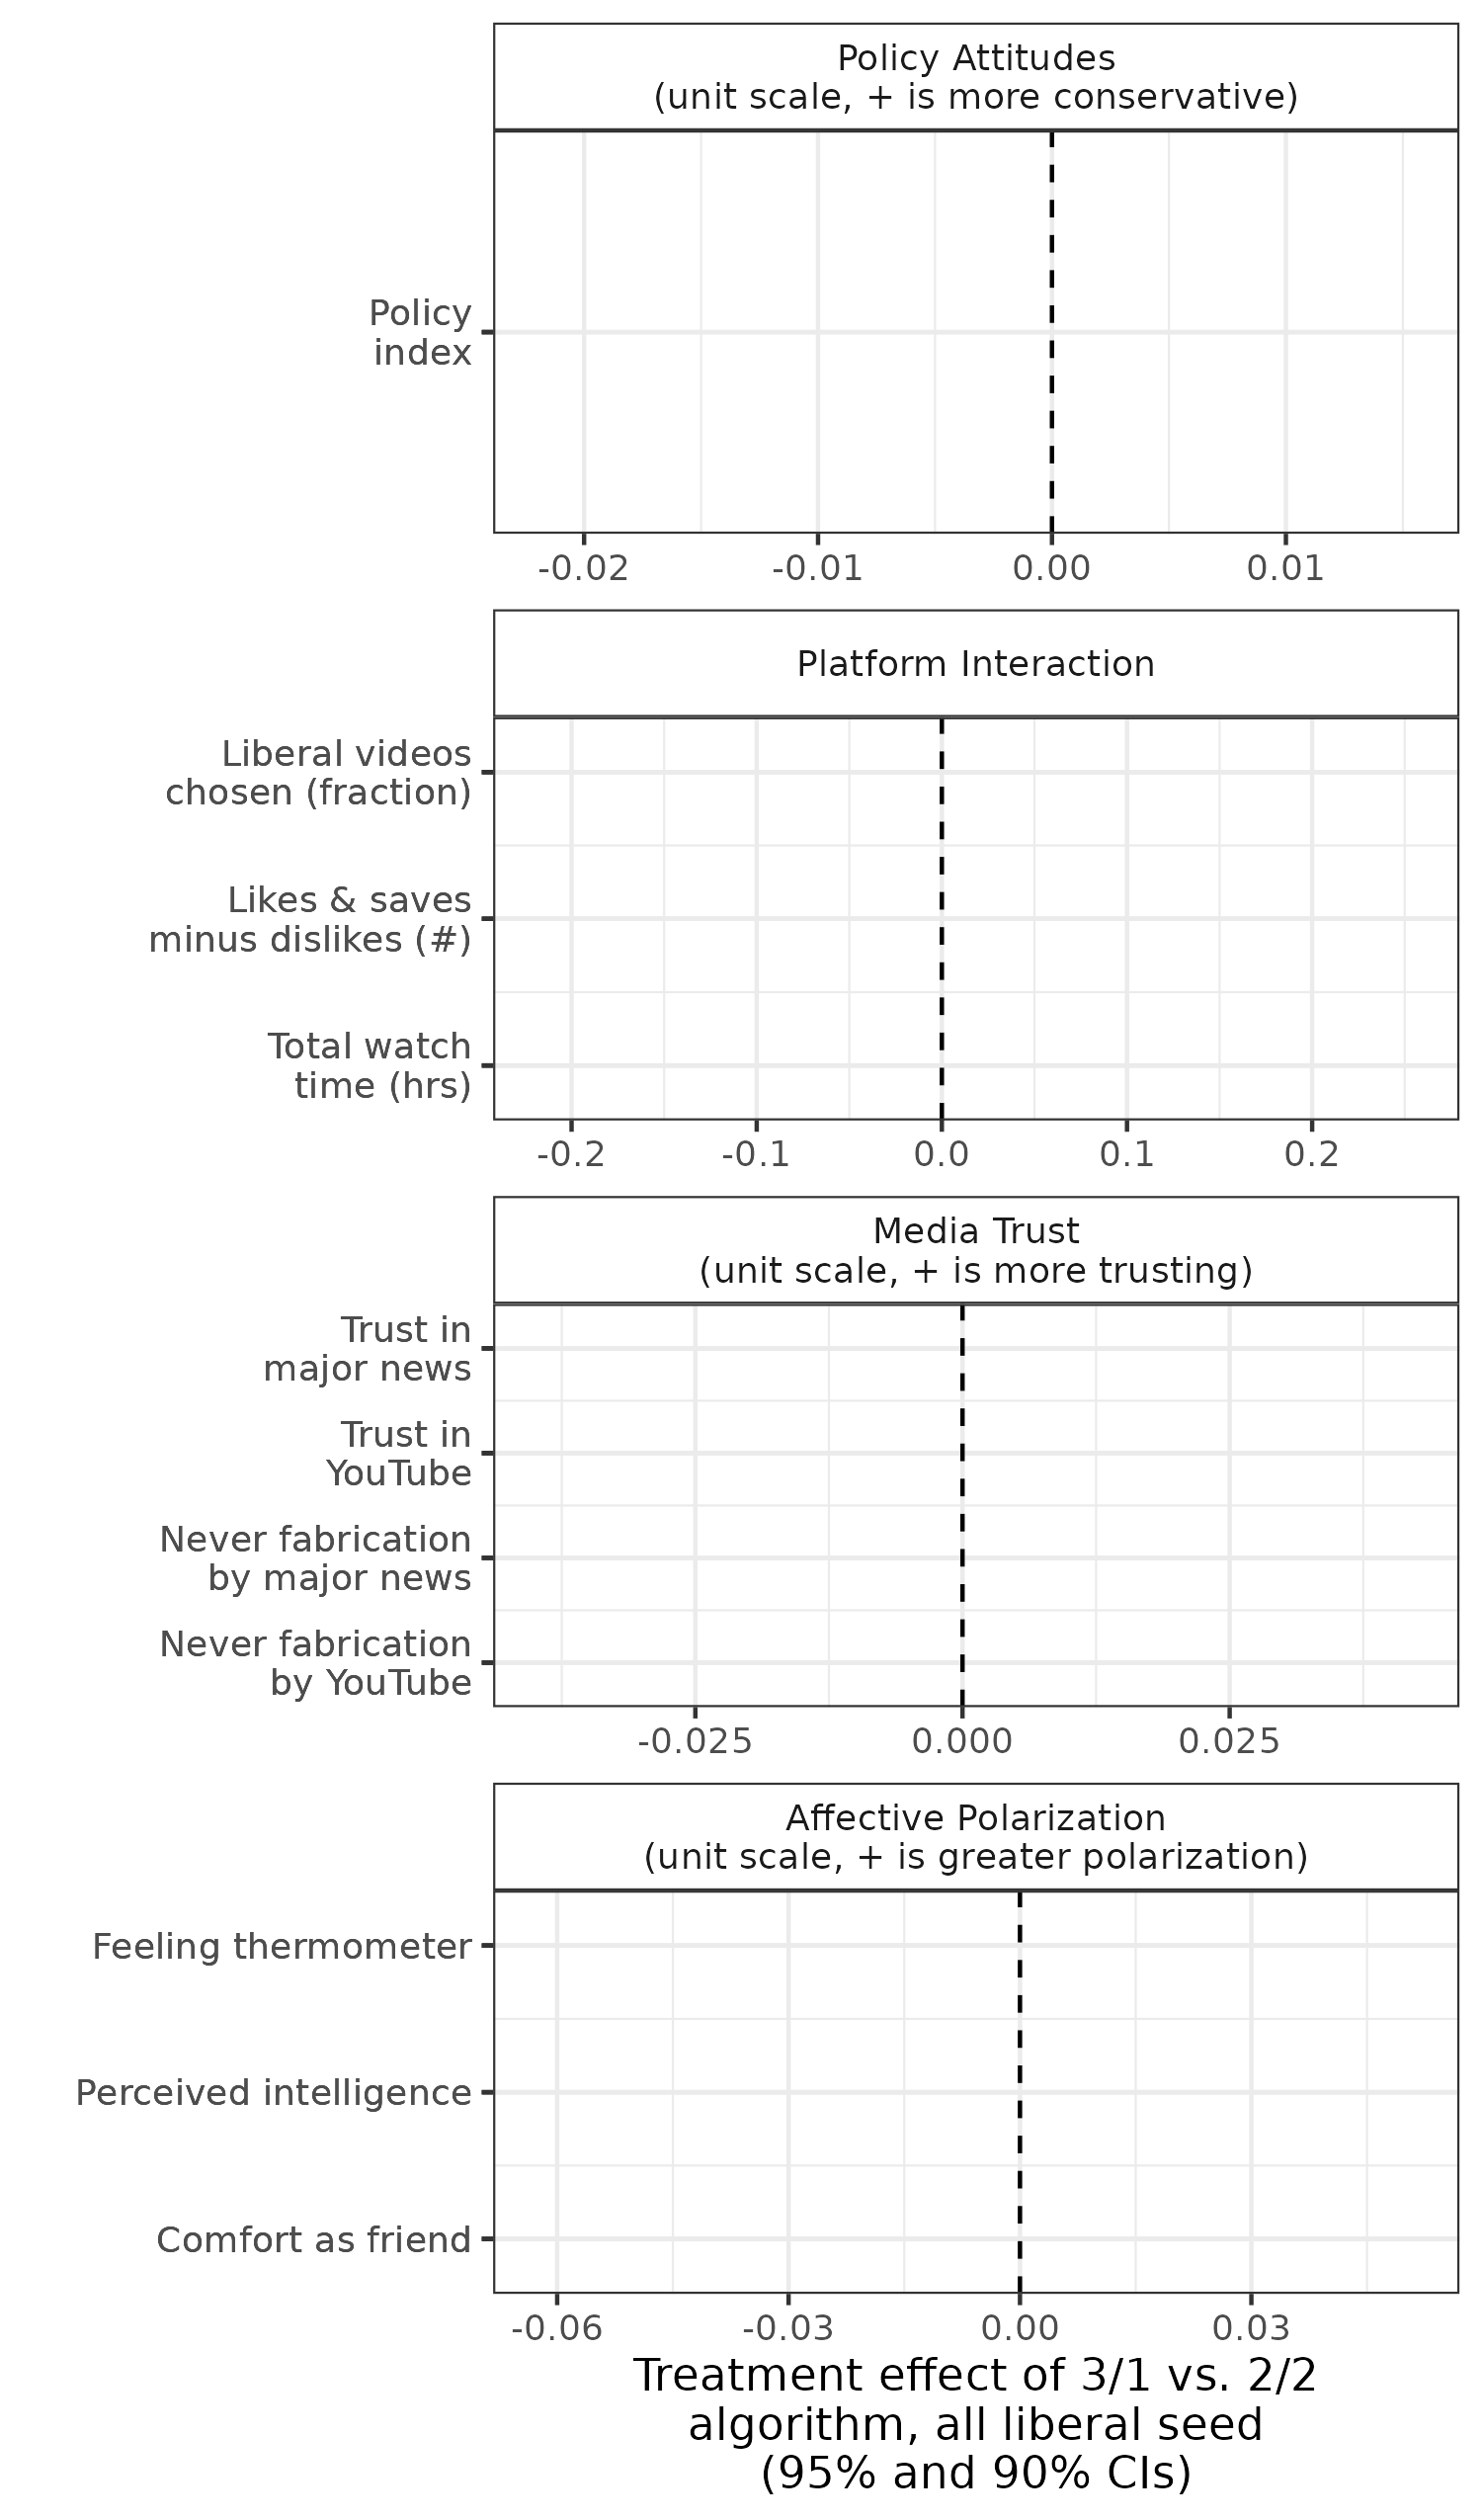 Policy Attitudes
(unit scale, + is more conservative)
Policy
index
-0.02 -0.01 0.00 0.01
Platform Interaction
Liberal videos
chosen (fraction)
Likes & saves
minus dislikes (#)
Total watch
time (hrs)
-0.2 -0.1 0.0 0.1 0.2
Media Trust
(unit scale, + is more trusting)
Trust in
major news
Trust in
YouTube
Never fabrication
by major news
Never fabrication
by YouTube
-0.025 0.000 0.025
Affective Polarization
(unit scale, + is greater polarization)
Feeling thermometer
Perceived intelligence
Comfort as friend
-0.06 -0.03 0.00 0.03
Treatment effect of 3/1 vs. 2/2
algorithm, all liberal seed
(95% and 90% CIs)